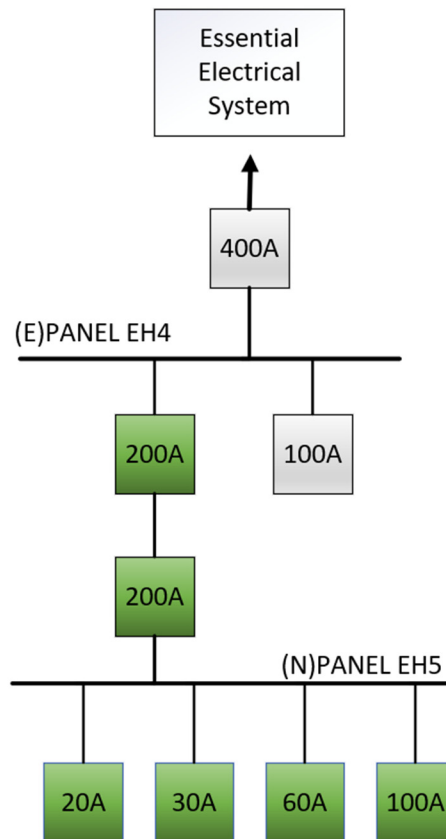 Essential
Electrical
System
400A
(E)PANEL EH4
200A
100A
200A
(N)PANEL EH5
20A
30A
60A
100A